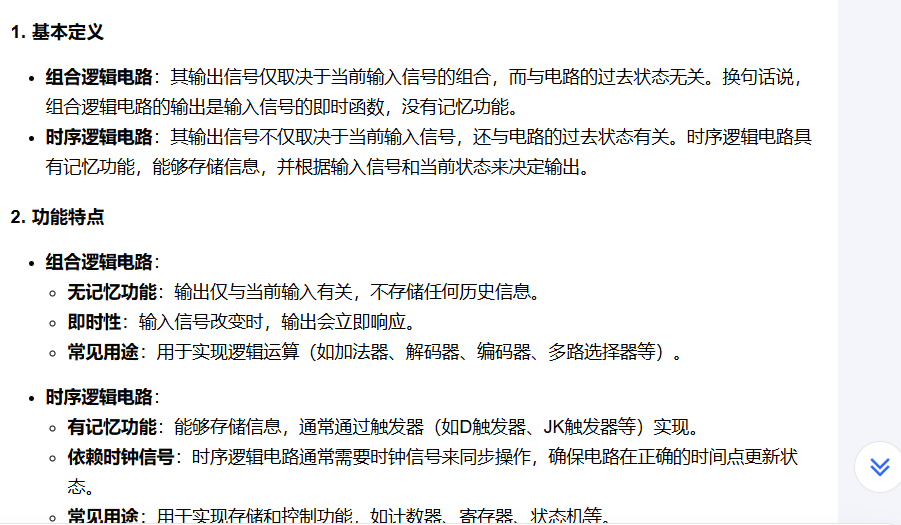 1. 基本定义
• 组合逻辑电路：其输出信号仅取决于当前输入信号的组合，而与电路的过去状态无关。换句话说，
组合逻辑电路的输出是输入信号的即时函数，没有记忆功能。
• 时序逻辑电路：其输出信号不仅取决于当前输入信号，还与电路的过去状态有关。时序逻辑电路具
有记忆功能，能够存储信息，并根据输入信号和当前状态来决定输出。
2. 功能特点
• 组合逻辑电路：
◦ 无记忆功能：输出仅与当前输入有关，不存储任何历史信息。
◦ 即时性：输入信号改变时，输出会立即响应。
◦ 常见用途：用于实现逻辑运算（如加法器、解码器、编码器、多路选择器等）。
• 时序逻辑电路：
◦ 有记忆功能：能够存储信息，通常通过触发器（如D触发器、JK触发器等）实现。
◦ 依赖时钟信号：时序逻辑电路通常需要时钟信号来同步操作，确保电路在正确的时间点更新状
态。
◦ 常见用途：用于实现存储和控制功能，如计数器、寄存器、状态机等。